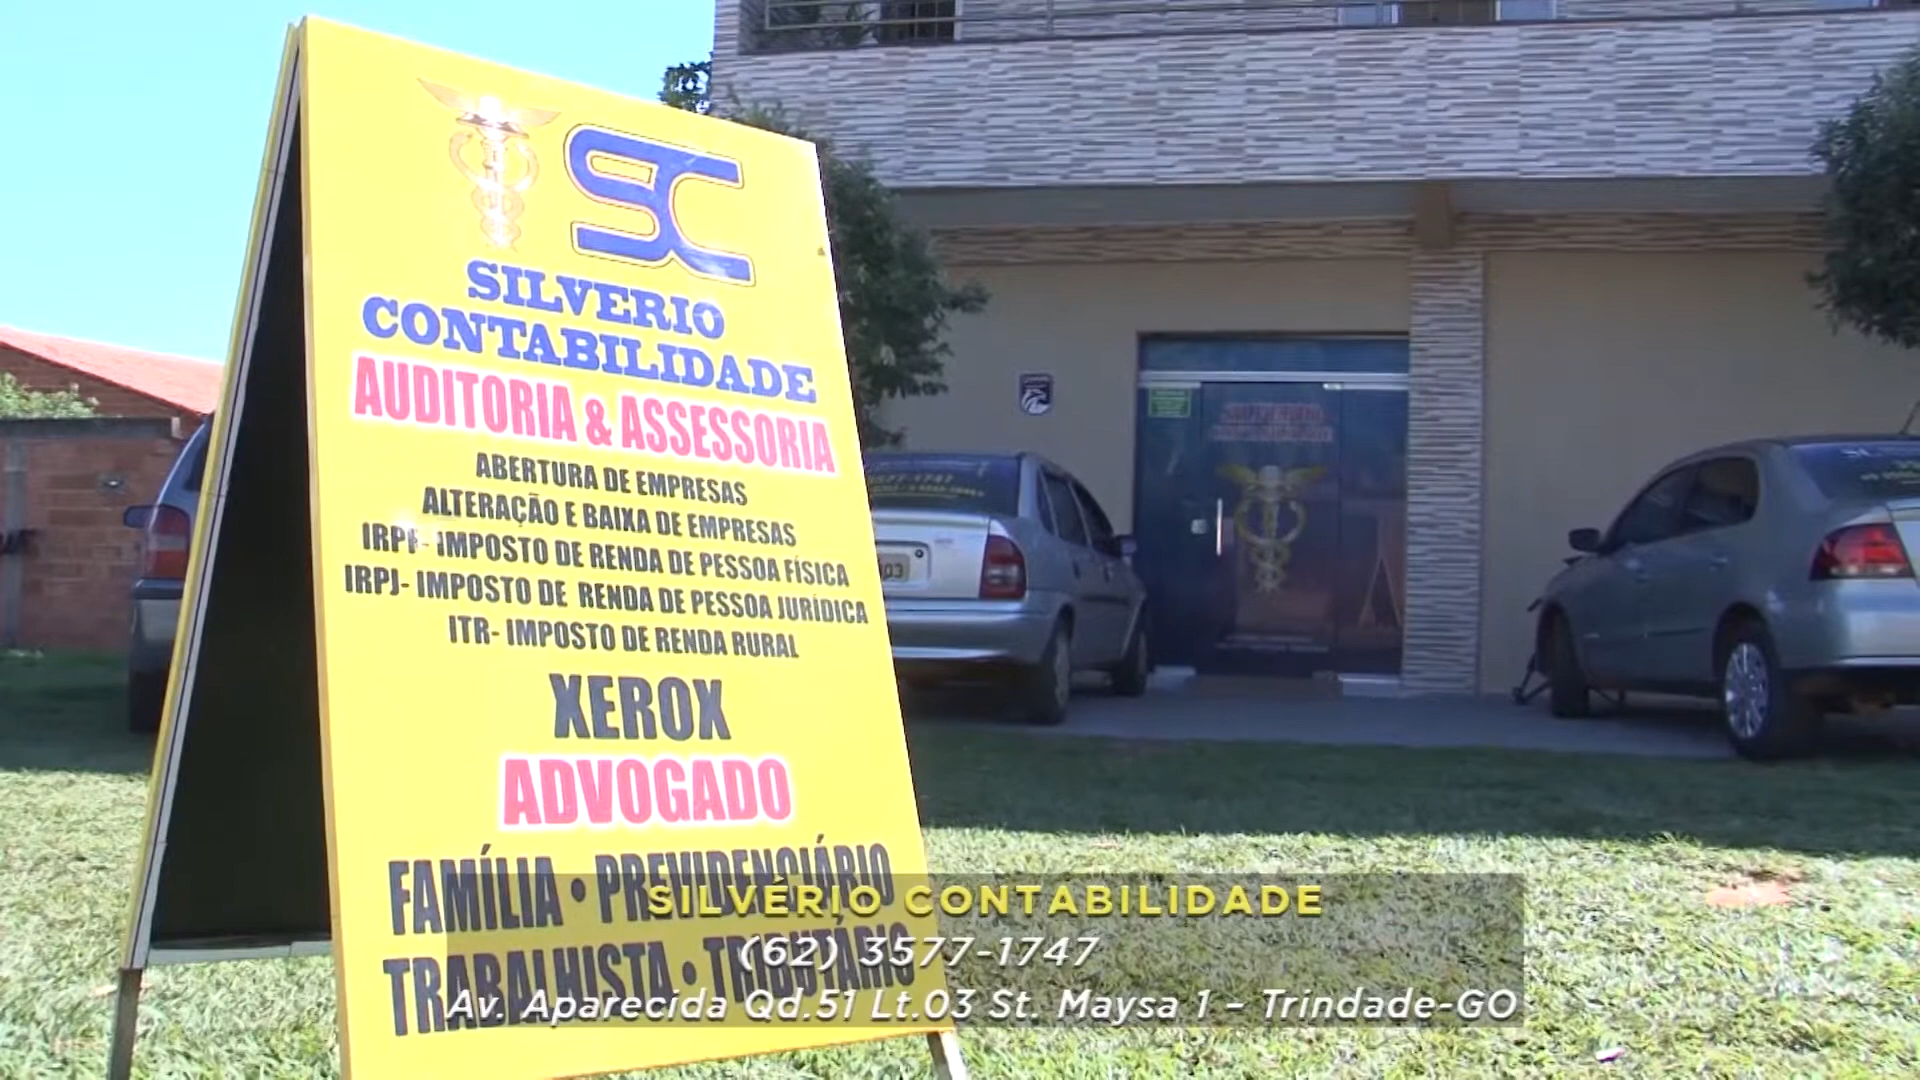 SC
SILVERIO
CONTABILIDADE
AUDITORIA & ASSESSORIA
ABERTURA DE EMPRESAS
ALTERAÇÃO E BAIXA DE EMPRESAS
IRPF- IMPOSTO DE RENDA DE PESSOA FÍSICA
IRPJ- IMPOSTO DE RENDA DE PESSOA JURÍDICA
ITR- IMPOSTO DE RENDA RURAL
XEROX
ADVOGADO
FAMÍLIA • PREVIDENCIÁRIO
TRABALHISTA • TRIBUTÁRIO
3577-1747
SILVÉRIO CONTABILIDADE
(62) 3577-1747
Av. Aparecida Qd.51 Lt.03 St. Maysa 1 – Trindade-GO